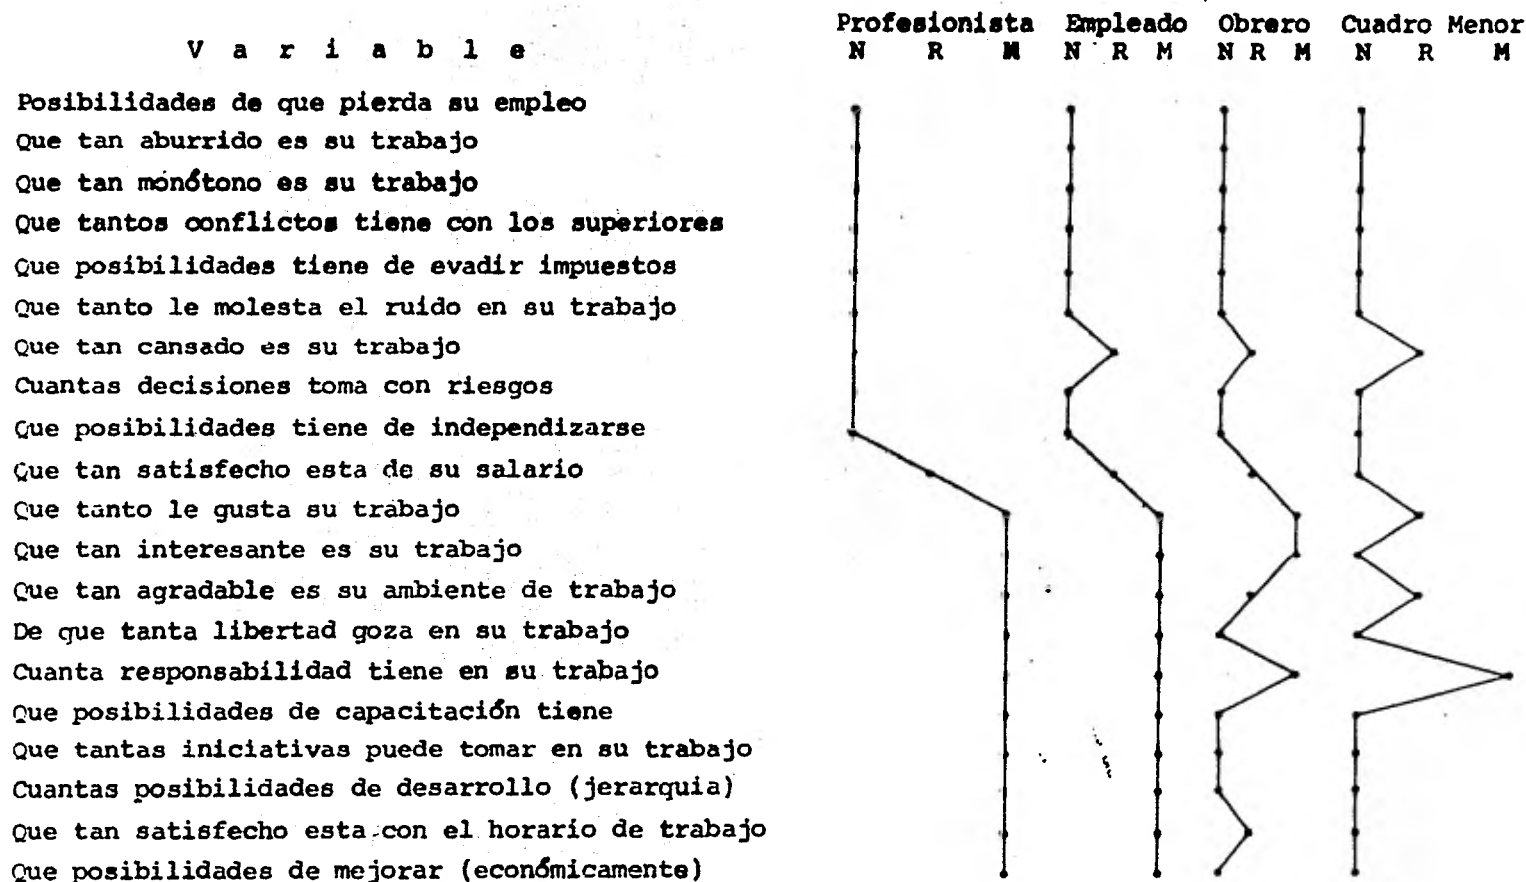 Profesionista Empleado Obrero Cuadro Menor
V a r i a b l e N R M N R M N R M N R M
Posibilidades de que pierda su empleo
Que tan aburrido es su trabajo
Que tan monótono es su trabajo
Que tantos conflictos tiene con los superiores
Que posibilidades tiene de evadir impuestos
Que tanto le molesta el ruido en su trabajo
Que tan cansado es su trabajo
Cuantas decisiones toma con riesgos
Que posibilidades tiene de independizarse
Que tan satisfecho esta de su salario
Que tanto le gusta su trabajo
Que tan interesante es su trabajo
Que tan agradable es su ambiente de trabajo
De que tanta libertad goza en su trabajo
Cuanta responsabilidad tiene en su trabajo
Que posibilidades de capacitación tiene
Que tantas iniciativas puede tomar en su trabajo
Cuantas posibilidades de desarrollo (jerarquia)
Que tan satisfecho esta con el horario de trabajo
Que posibilidades de mejorar (económicamente)